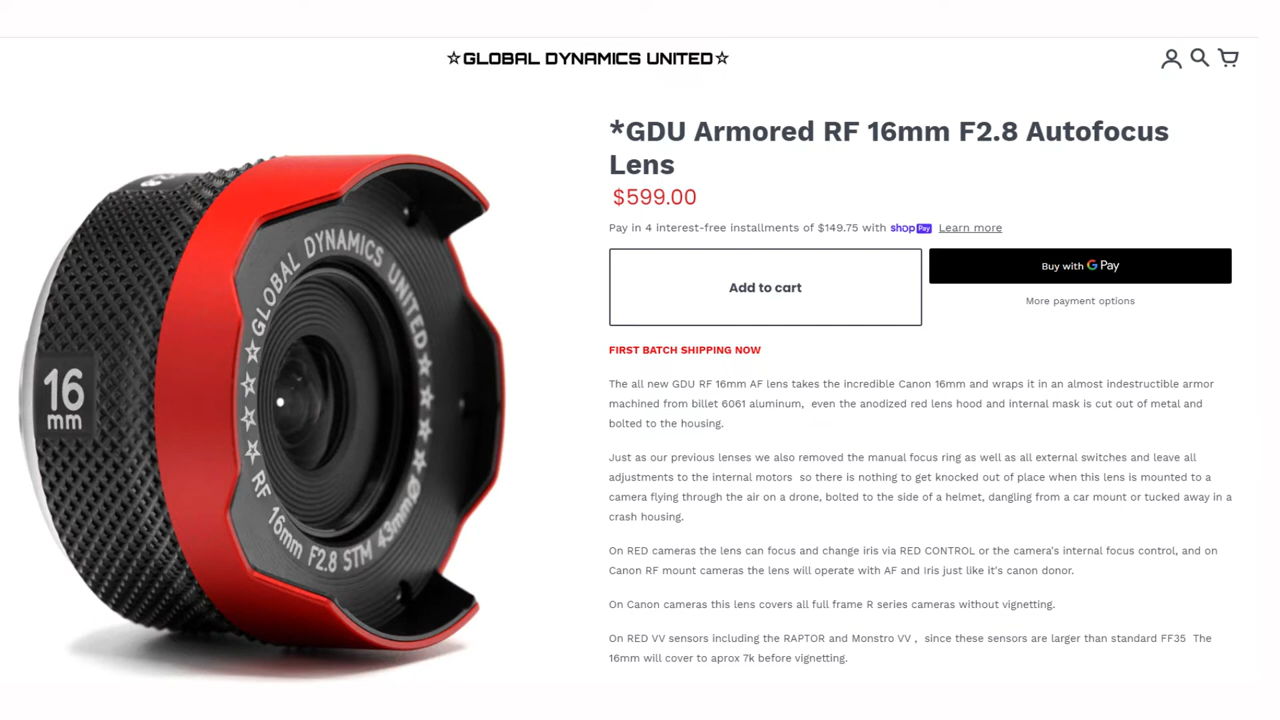 ☆GLOBAL DYNAMICS UNITED☆
*GDU Armored RF 16mm F2.8 Autofocus
Lens
$599.00
Pay in 4 interest-free installments of $149.75 with shop Pay Learn more
Add to cart
Buy with G Pay
More payment options
FIRST BATCH SHIPPING NOW
The all new GDU RF 16mm AF lens takes the incredible Canon 16mm and wraps it in an almost indestructible armor
machined from billet 6061 aluminum,  even the anodized red lens hood and internal mask is cut out of metal and
bolted to the housing.
Just as our previous lenses we also removed the manual focus ring as well as all external switches and leave all
adjustments to the internal motors  so there is nothing to get knocked out of place when this lens is mounted to a
camera flying through the air on a drone, bolted to the side of a helmet, dangling from a car mount or tucked away in a
crash housing.
On RED cameras the lens can focus and change iris via RED CONTROL or the camera's internal focus control, and on
Canon RF mount cameras the lens will operate with AF and Iris just like it's canon donor.
On Canon cameras this lens covers all full frame R series cameras without vignetting.
On RED VV sensors including the RAPTOR and Monstro VV ,  since these sensors are larger than standard FF35  The
16mm will cover to aprox 7k before vignetting.
16
mm
GLOBAL DYNAMICS UNITED
☆☆☆☆☆ RF 16mm F2.8 STM 43mmØ ☆☆☆☆